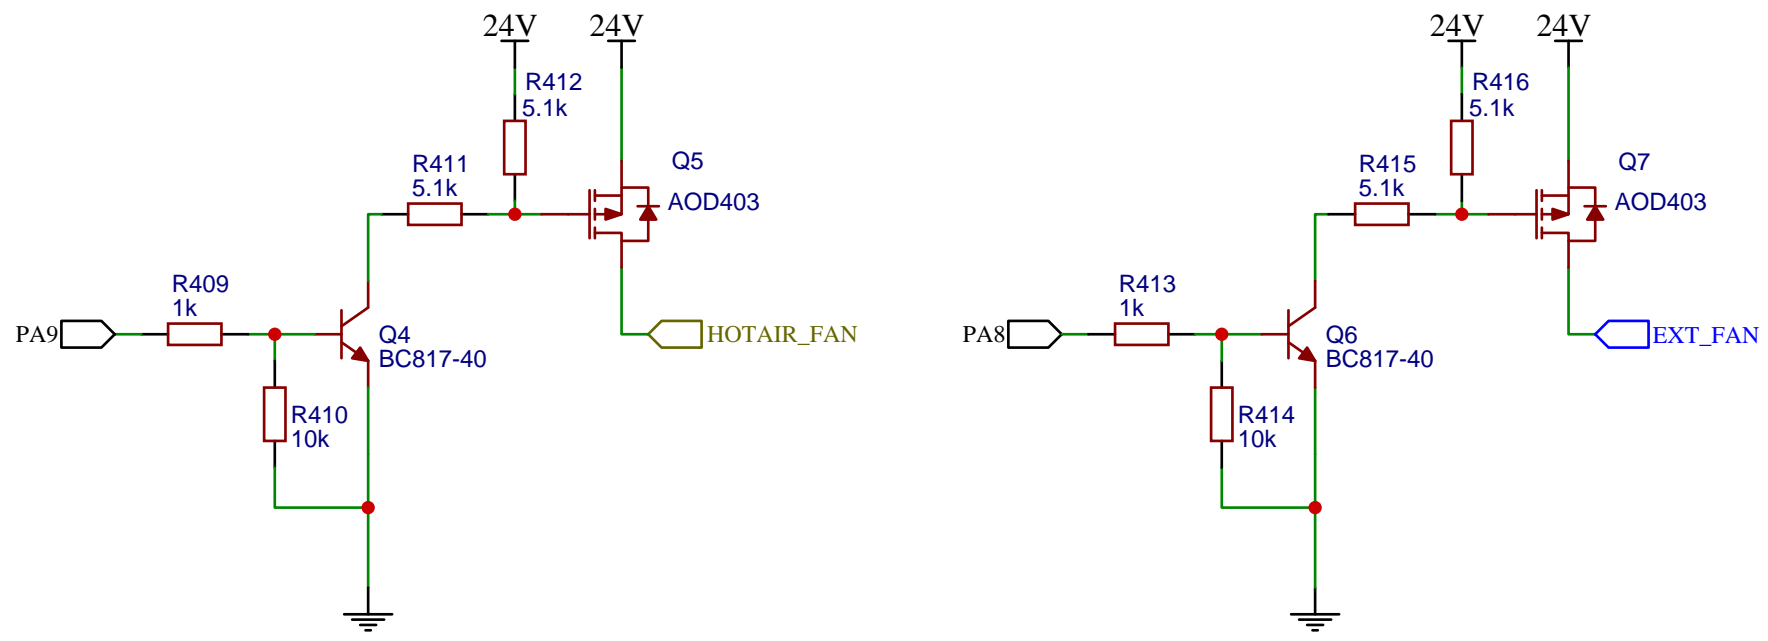 24V
24V
R412
5.1k
R411
5.1k
Q5
AOD403
R409
1k
PA9
Q4
BC817-40
HOTAIR_FAN
R410
10k
24V
24V
R416
5.1k
R415
5.1k
Q7
AOD403
R413
1k
PA8
Q6
BC817-40
EXT_FAN
R414
10k